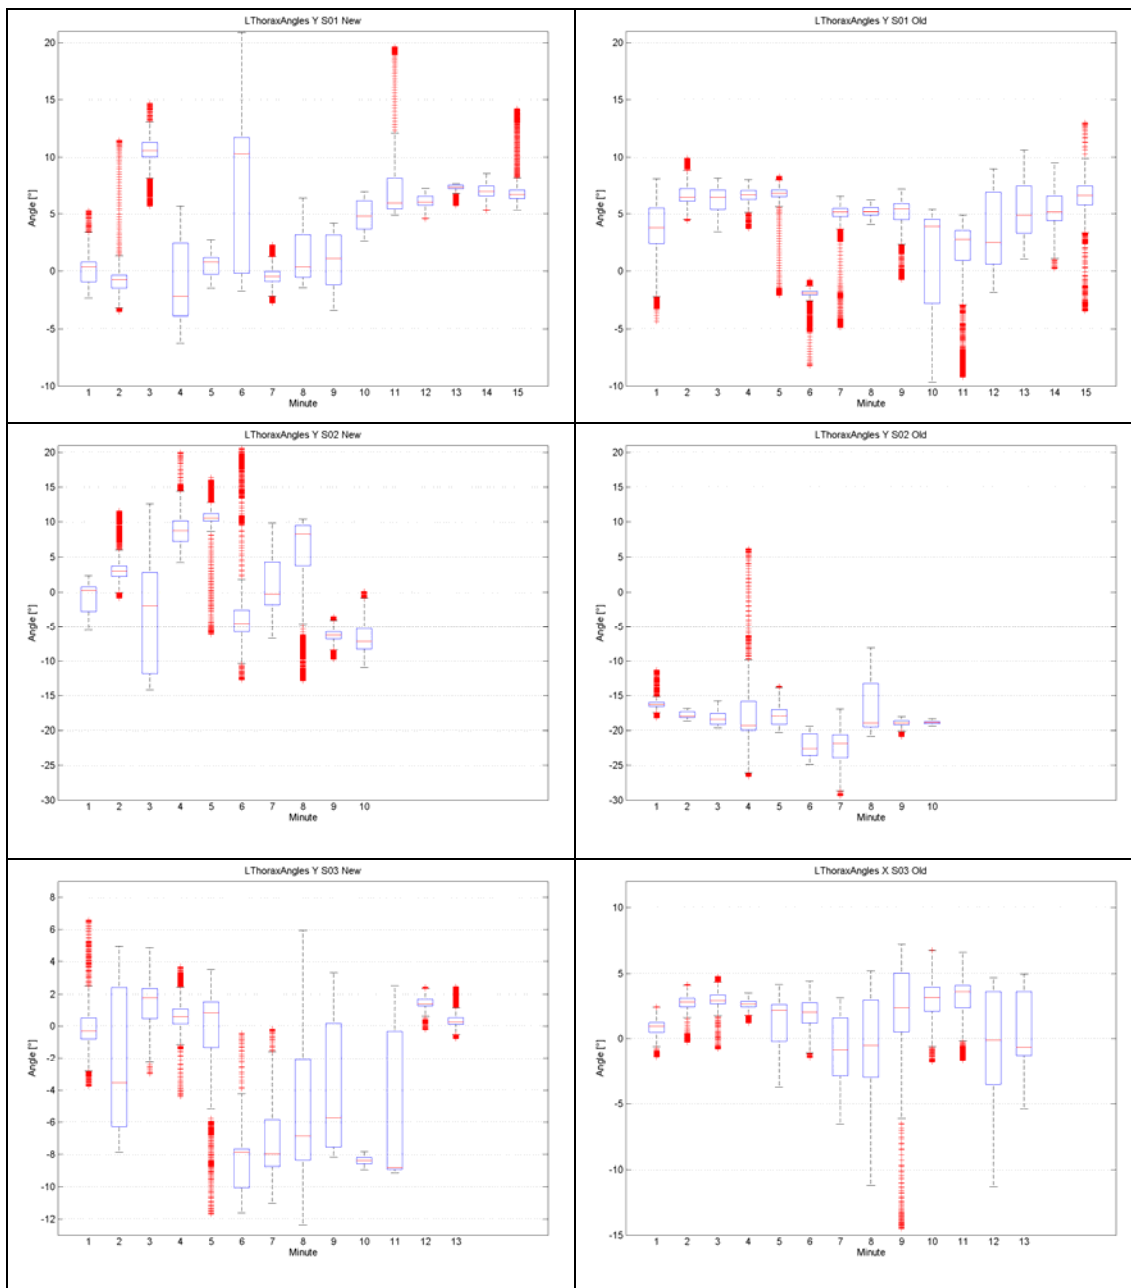 LThoraxAngles Y S01 New
20
15
10
5
0
-5
-10
Angle [°]
1 2 3 4 5 6 7 8 9 10 11 12 13 14 15
Minute
LThoraxAngles Y S01 Old
20
15
10
5
0
-5
-10
Angle [°]
1 2 3 4 5 6 7 8 9 10 11 12 13 14 15
Minute
LThoraxAngles Y S02 New
20
15
10
5
0
-5
-10
-15
-20
-25
-30
Angle [°]
1 2 3 4 5 6 7 8 9 10
Minute
LThoraxAngles Y S02 Old
20
15
10
5
0
-5
-10
-15
-20
-25
-30
Angle [°]
1 2 3 4 5 6 7 8 9 10
Minute
LThoraxAngles Y S03 New
8
6
4
2
0
-2
-4
-6
-8
-10
-12
Angle [°]
1 2 3 4 5 6 7 8 9 10 11 12 13
Minute
LThoraxAngles X S03 Old
10
5
0
-5
-10
-15
Angle [°]
1 2 3 4 5 6 7 8 9 10 11 12 13
Minute